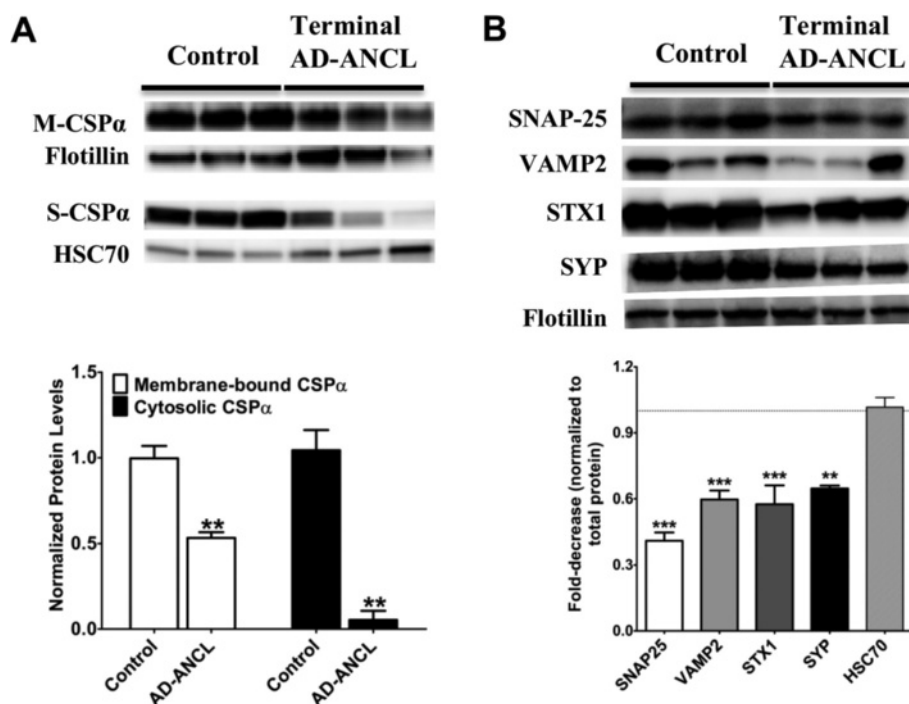 A
Control
Terminal
AD-ANCL
M-CSPα
Flotillin
S-CSPα
HSC70
Normalized Protein Levels
1.5
1.0
0.5
0.0
Membrane-bound CSPα
Cytosolic CSPα
**
**
Control
AD-ANCL
Control
AD-ANCL
B
Control
Terminal
AD-ANCL
SNAP-25
VAMP2
STX1
SYP
Flotillin
Fold-decrease (normalized to
total protein)
1.2
0.9
0.6
0.3
0.0
***
***
***
**
SNAP25
VAMP2
STX1
SYP
HSC70